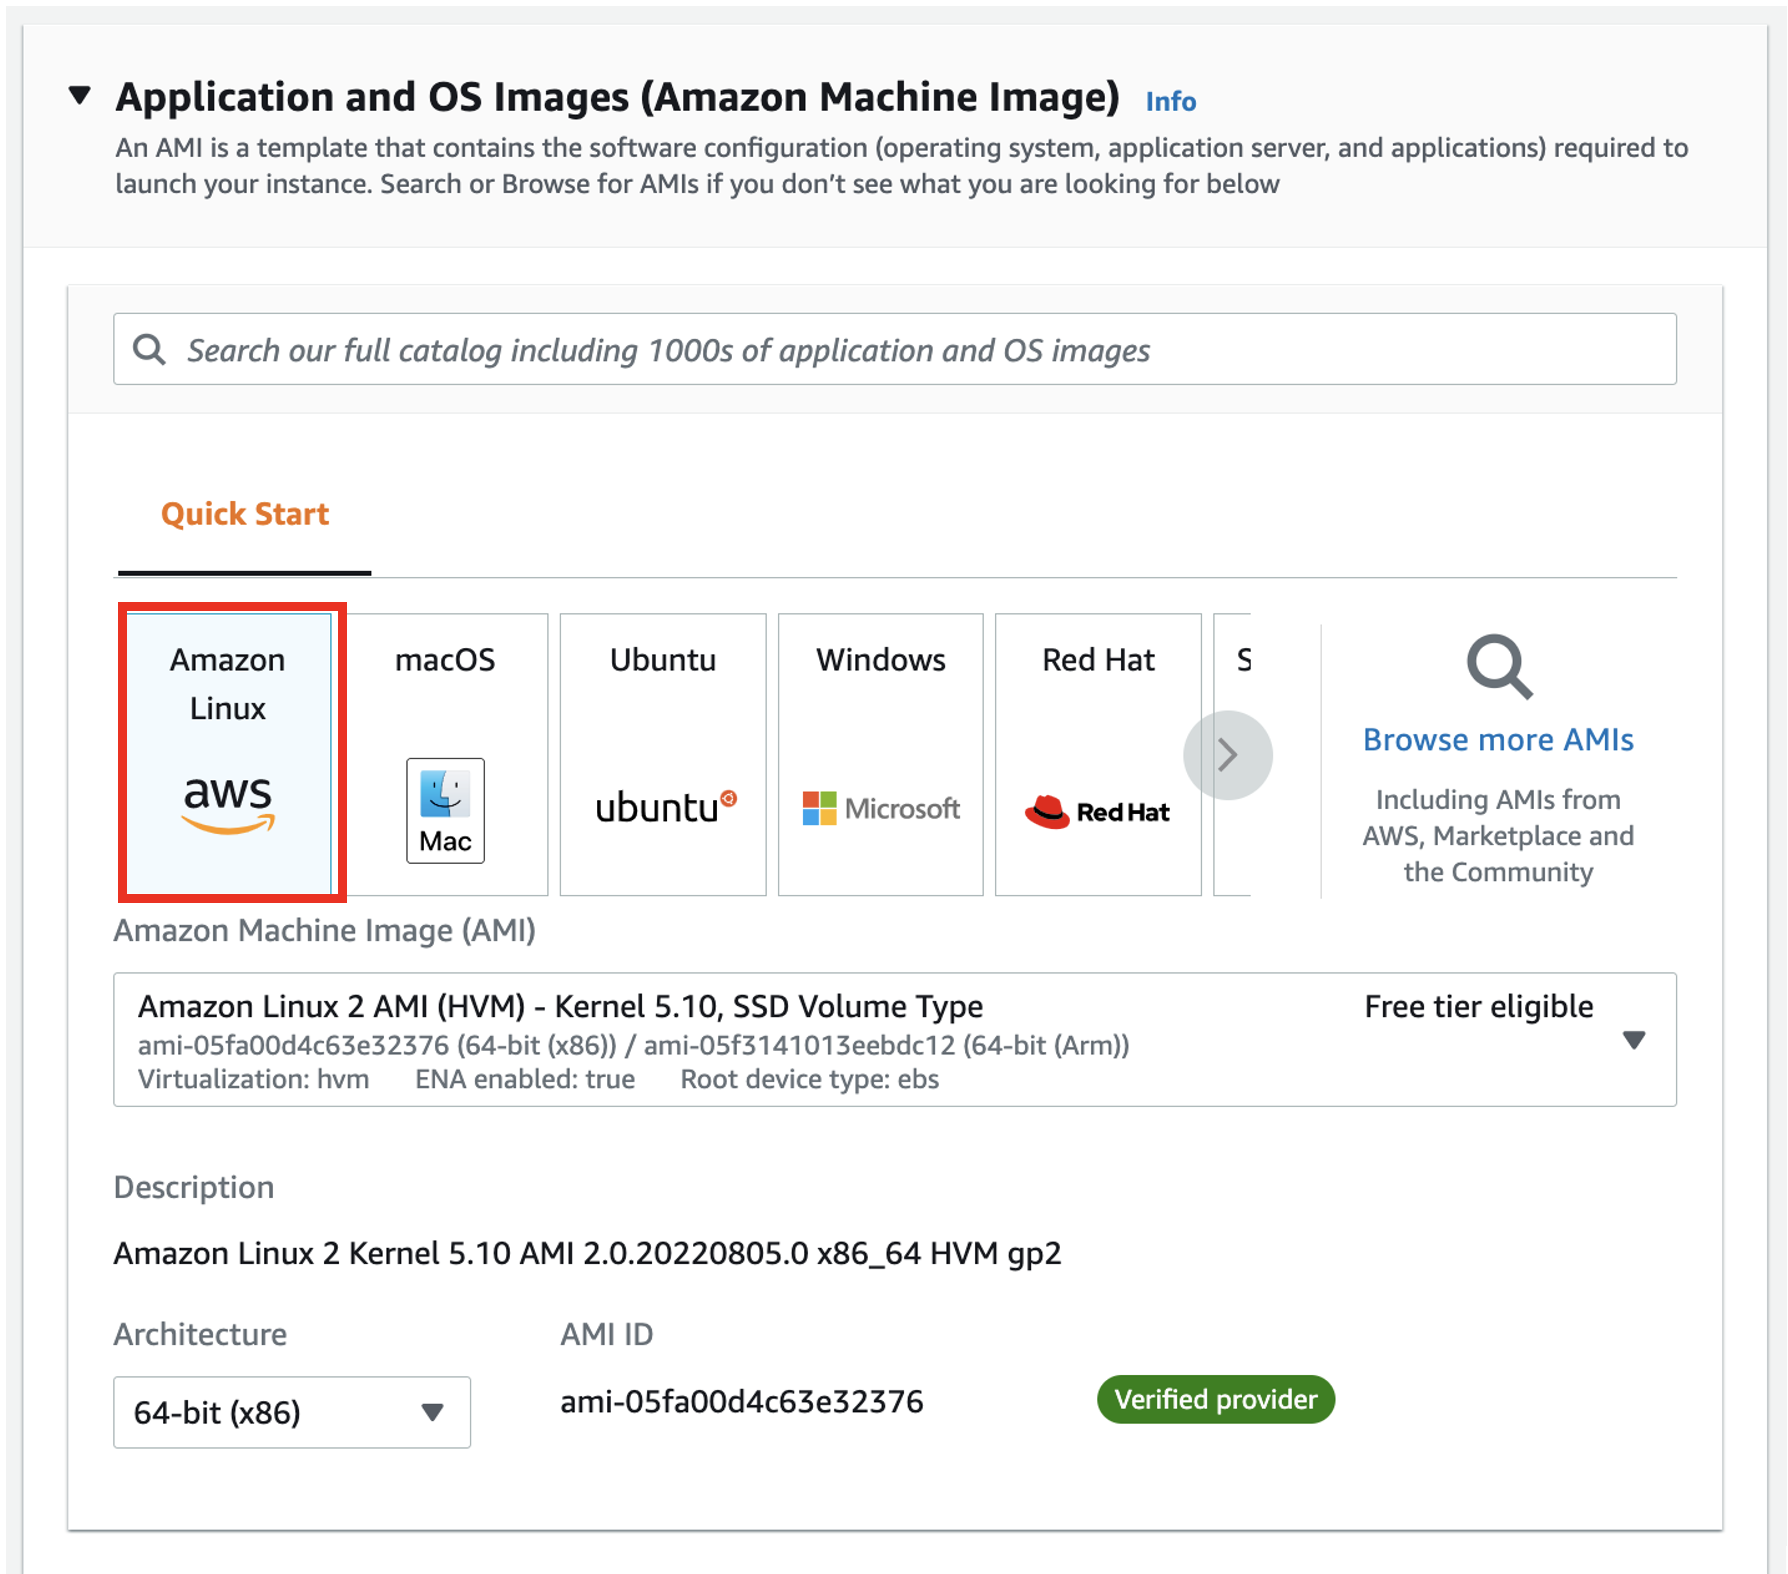 Application and OS Images (Amazon Machine Image) Info
An AMI is a template that contains the software configuration (operating system, application server, and applications) required to
launch your instance. Search or Browse for AMIs if you don’t see what you are looking for below
Search our full catalog including 1000s of application and OS images
Quick Start
Amazon
Linux
aws
macOS
Mac
Ubuntu
ubuntu
Windows
Microsoft
Red Hat
Red Hat
S
Browse more AMIs
Including AMIs from
AWS, Marketplace and
the Community
Amazon Machine Image (AMI)
Amazon Linux 2 AMI (HVM) - Kernel 5.10, SSD Volume Type Free tier eligible
ami-05fa00d4c63e32376 (64-bit (x86)) / ami-05f3141013eebdc12 (64-bit (Arm))
Virtualization: hvm ENA enabled: true Root device type: ebs
Description
Amazon Linux 2 Kernel 5.10 AMI 2.0.20220805.0 x86_64 HVM gp2
Architecture AMI ID
64-bit (x86) ami-05fa00d4c63e32376 Verified provider